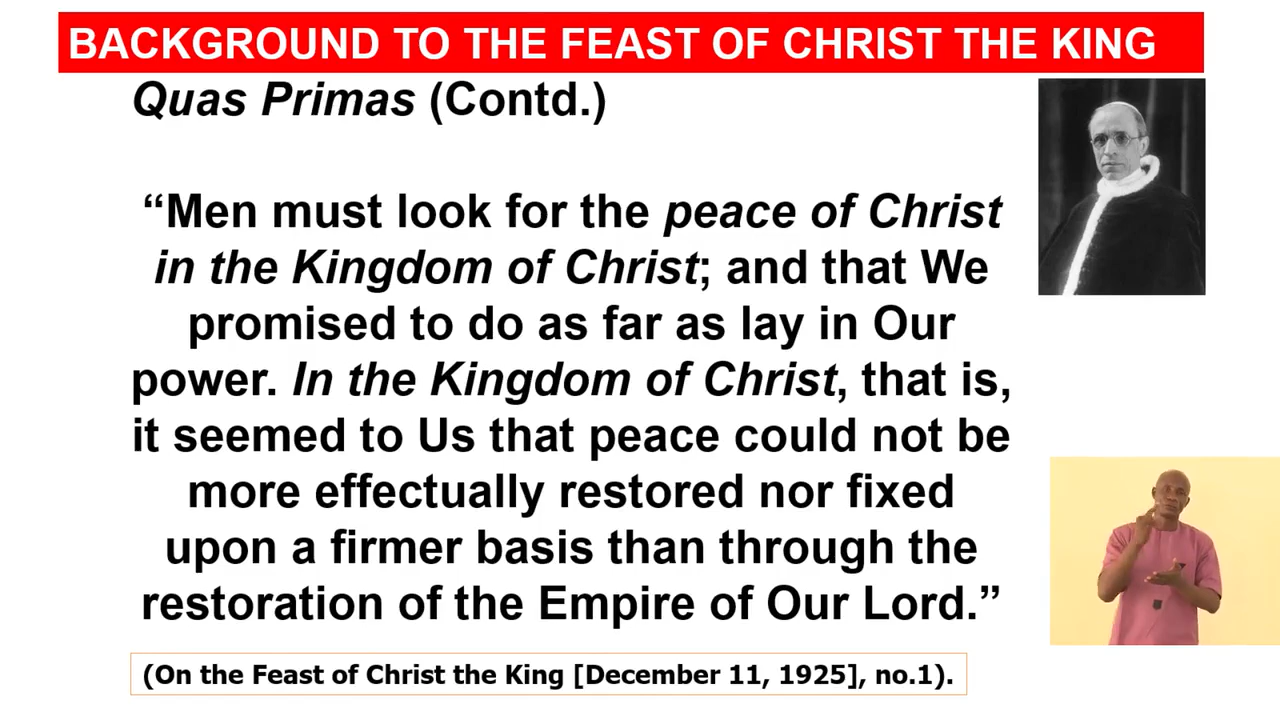 BACKGROUND TO THE FEAST OF CHRIST THE KING
Quas Primas (Contd.)
“Men must look for the peace of Christ
in the Kingdom of Christ; and that We
promised to do as far as lay in Our
power. In the Kingdom of Christ, that is,
it seemed to Us that peace could not be
more effectually restored nor fixed
upon a firmer basis than through the
restoration of the Empire of Our Lord.”
(On the Feast of Christ the King [December 11, 1925], no.1).